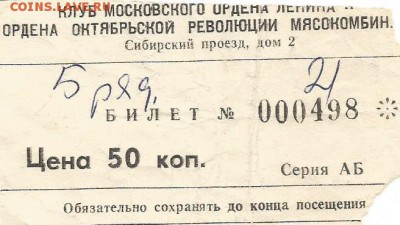 COINS.LAVE.RU
КЛУБ МОСКОВСКОГО ОРДЕНА ЛЕНИНА И
ОРДЕНА ОКТЯБРЬСКОЙ РЕВОЛЮЦИИ МЯСОКОМБИН.
Сибирский проезд, дом 2
5 ряд, 21
БИЛЕТ № 000498 *
Цена 50 коп.
Серия АБ
Обязательно сохранять до конца посещения